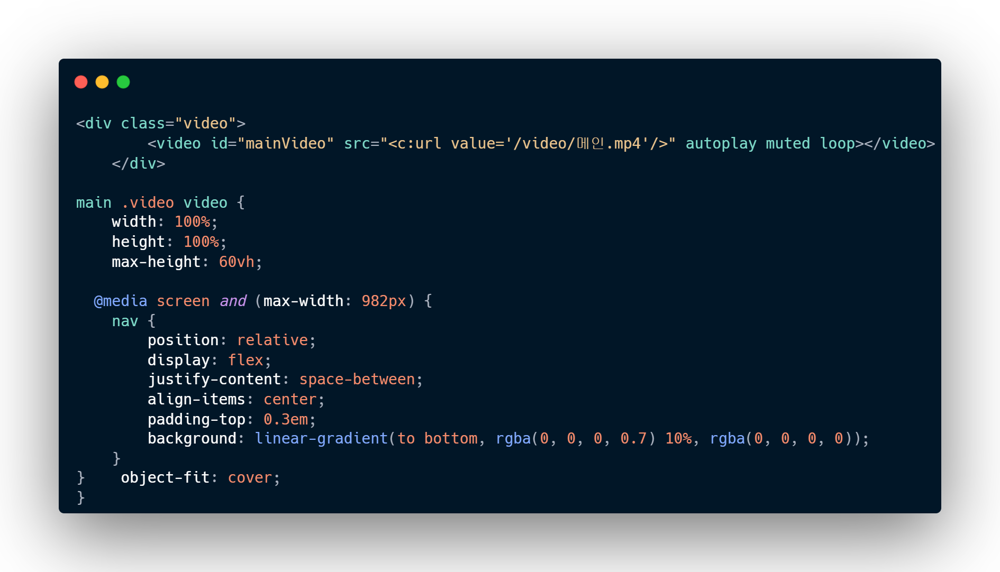 <div class="video">
        <video id="mainVideo" src="<c:url value='/video/메인.mp4'/>" autoplay muted loop></video>
    </div>

main .video video {
    width: 100%;
    height: 100%;
    max-height: 60vh;

  @media screen and (max-width: 982px) {
    nav {
        position: relative;
        display: flex;
        justify-content: space-between;
        align-items: center;
        padding-top: 0.3em;
        background: linear-gradient(to bottom, rgba(0, 0, 0, 0.7) 10%, rgba(0, 0, 0, 0));
    }
}    object-fit: cover;
}